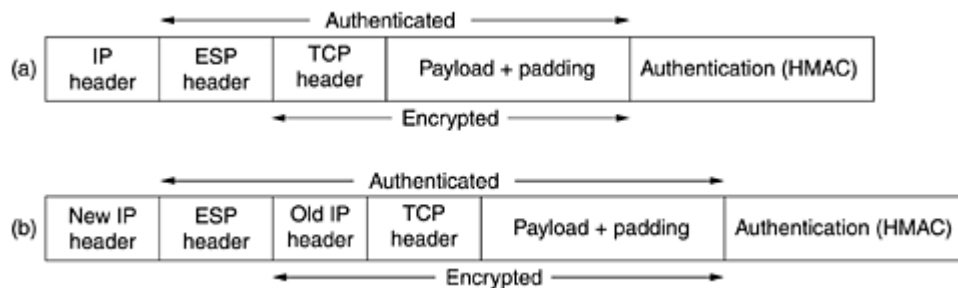 Authenticated
(a)
IP header
ESP header
TCP header
Payload + padding
Authentication (HMAC)
Encrypted
Authenticated
(b)
New IP header
ESP header
Old IP header
TCP header
Payload + padding
Authentication (HMAC)
Encrypted